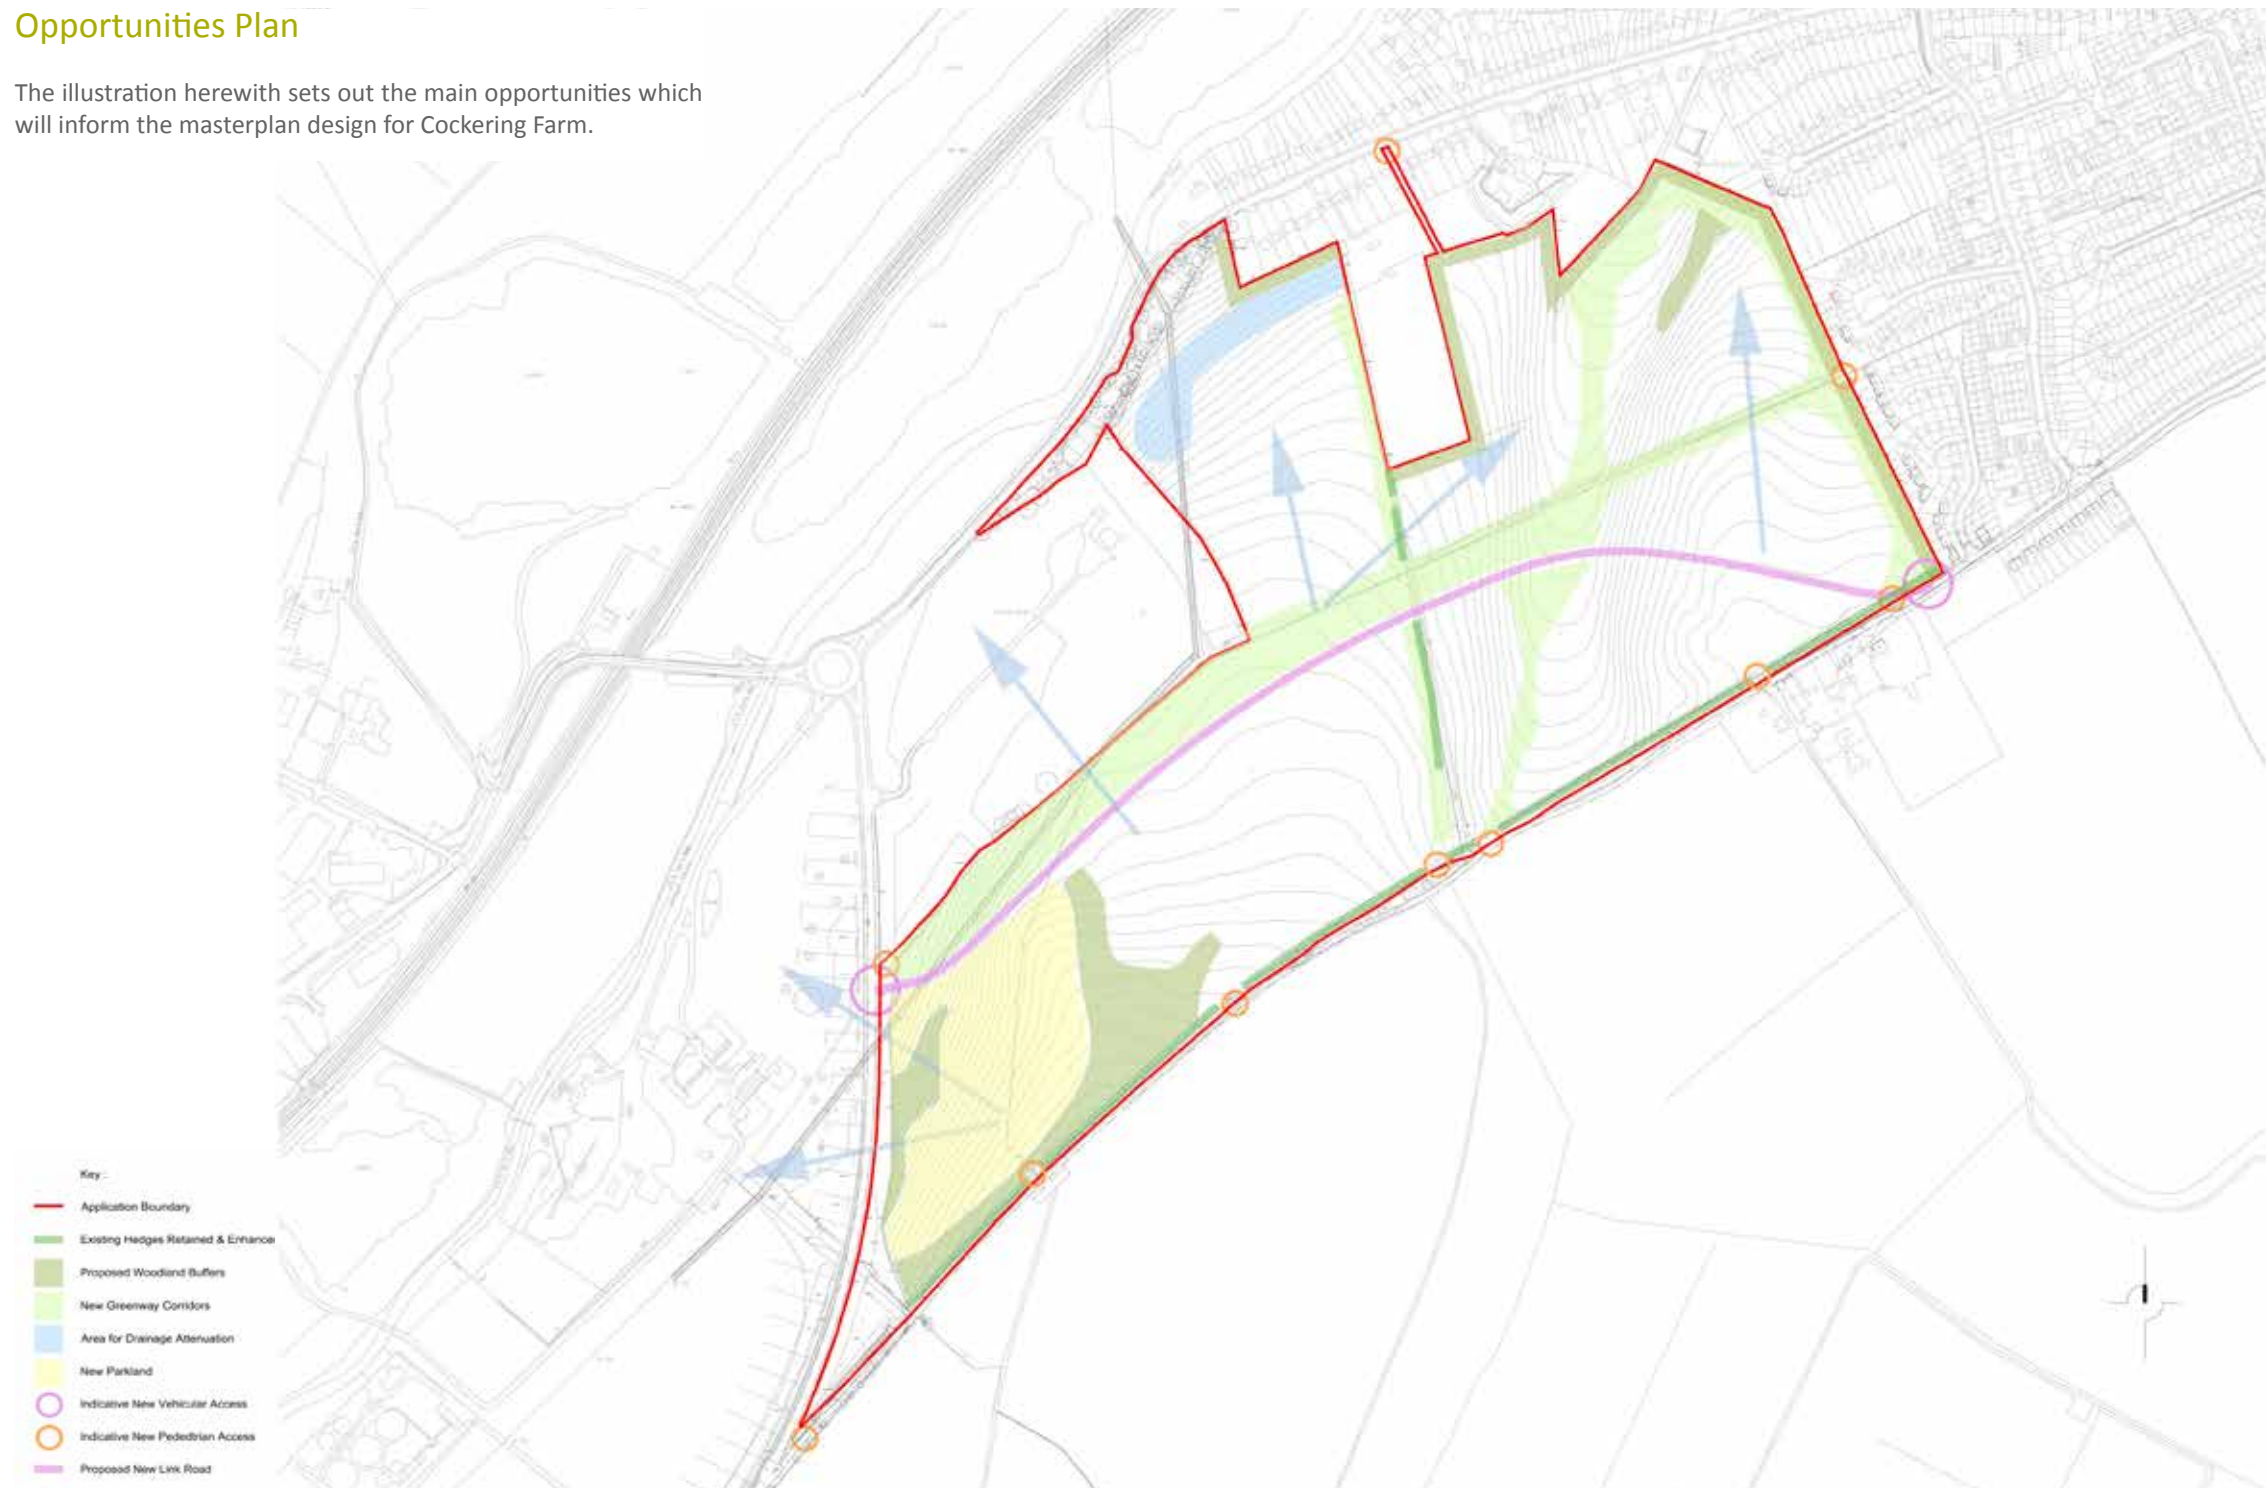 Opportunities Plan
The illustration herewith sets out the main opportunities which
will inform the masterplan design for Cockering Farm.
Key :
Application Boundary
Existing Hedges Retained & Enhance
Proposed Woodland Buffers
New Greenway Corridors
Area for Drainage Attenuation
New Parkland
Indicative New Vehicular Access
Indicative New Pededtrian Access
Proposed New Link Road